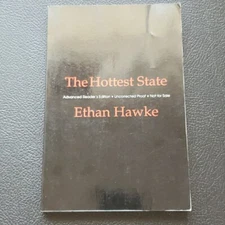 The Hottest State
Advanced Reader's Edition • Uncorrected Proof • Not for Sale
Ethan Hawke